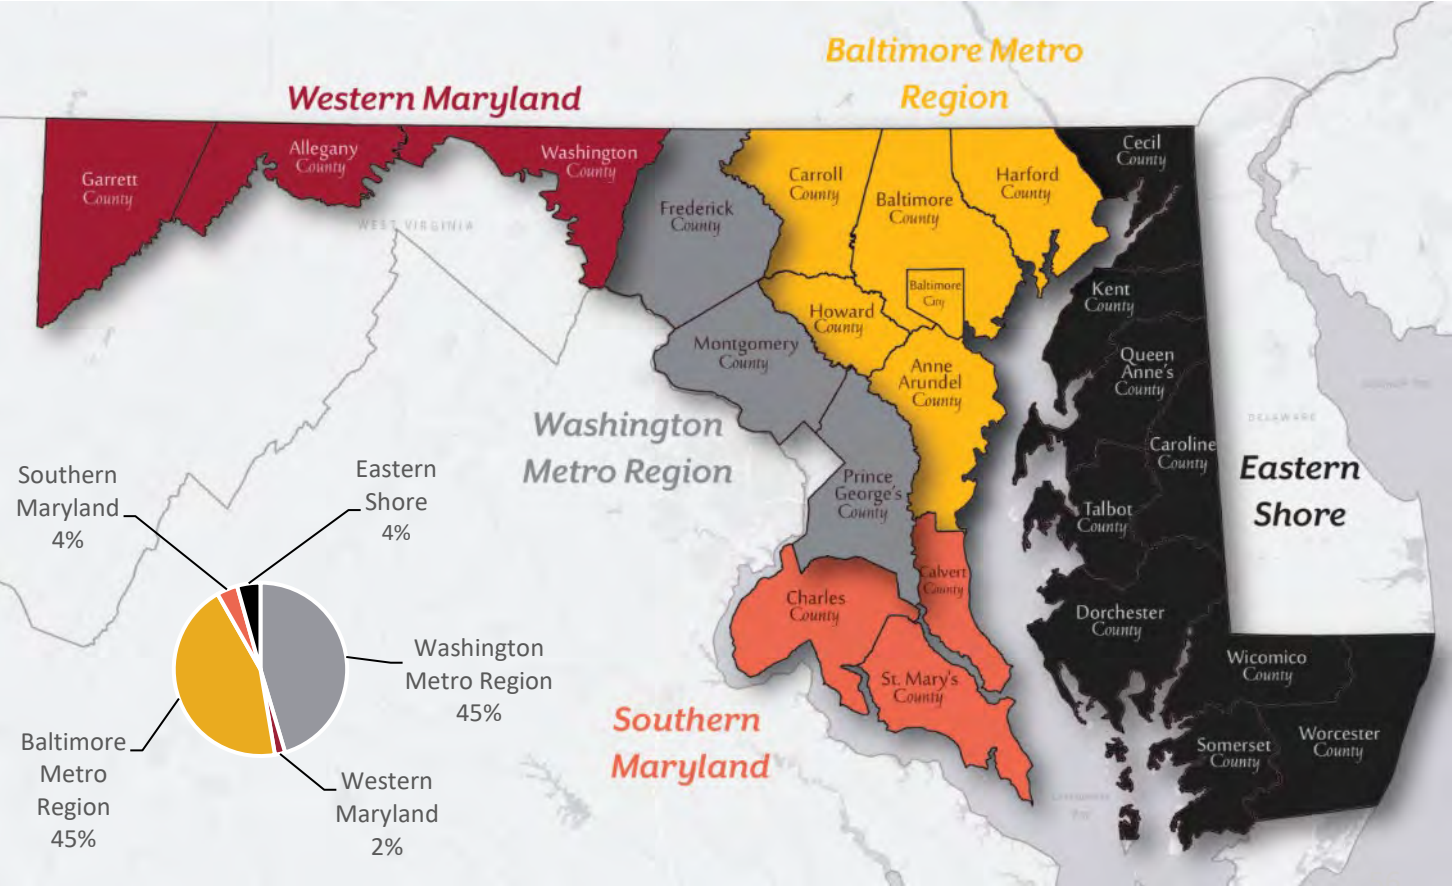 Baltimore Metro
Region
Western Maryland
Garrett
County
Allegany
County
Washington
County
Frederick
County
Carroll
County
Baltimore
County
Harford
County
Cecil
County
WEST VIRGINIA
Baltimore
City
Kent
County
Howard
County
Montgomery
County
Anne
Arundel
County
Queen
Anne's
County
DELAWARE
Washington
Metro Region
Caroline
County
Eastern
Shore
Prince
George's
County
Talbot
County
Southern
Maryland
4%
Eastern
Shore
4%
Calvert
County
Charles
County
Dorchester
County
Washington
Metro Region
45%
St. Mary's
County
Wicomico
County
Southern
Maryland
Somerset
County
Worcester
County
Baltimore
Metro
Region
45%
Western
Maryland
2%